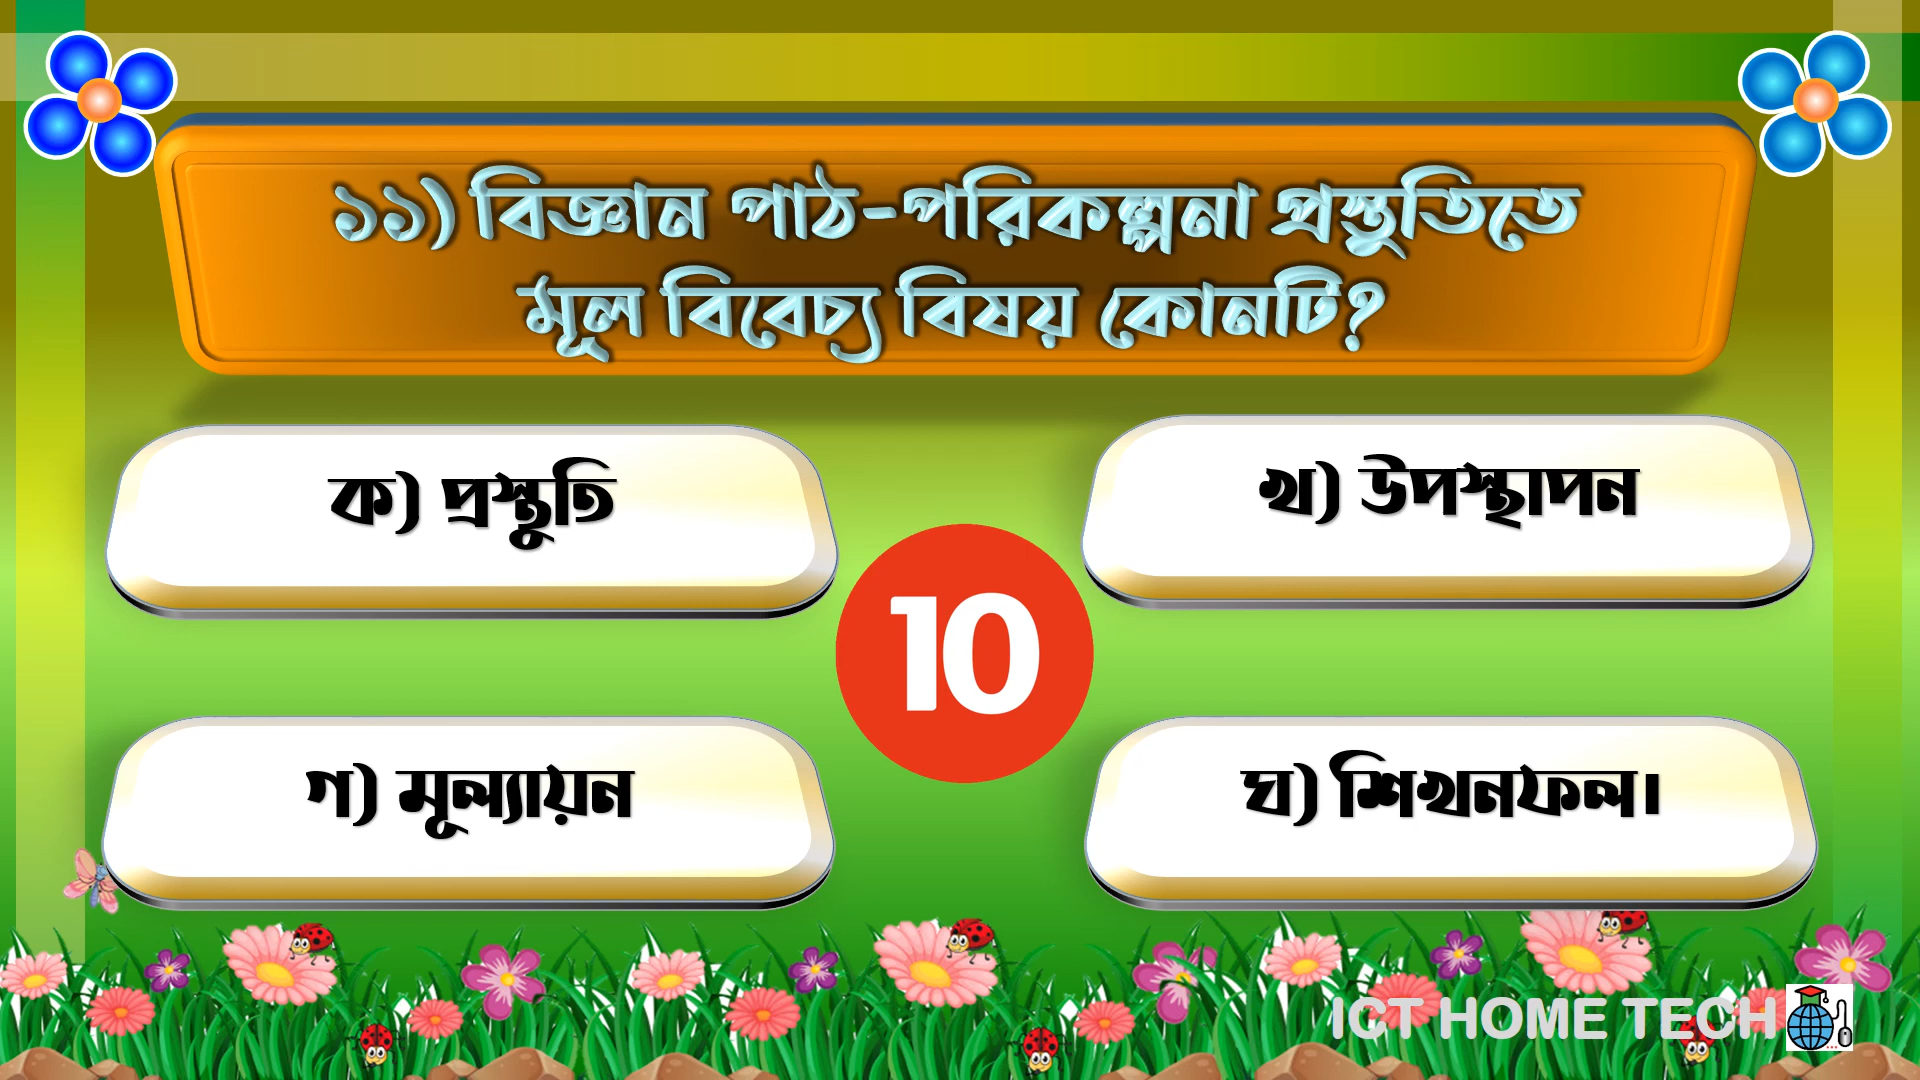 ১১) বিজ্ঞান পাঠ-পরিকল্পনা প্রস্তুতিতে
মূল বিবেচ্য বিষয় কোনটি?
ক) প্রস্তুতি
খ) উপস্থাপন
10
গ) মূল্যায়ন
ঘ) শিখনফল।
ICT HOME TECH